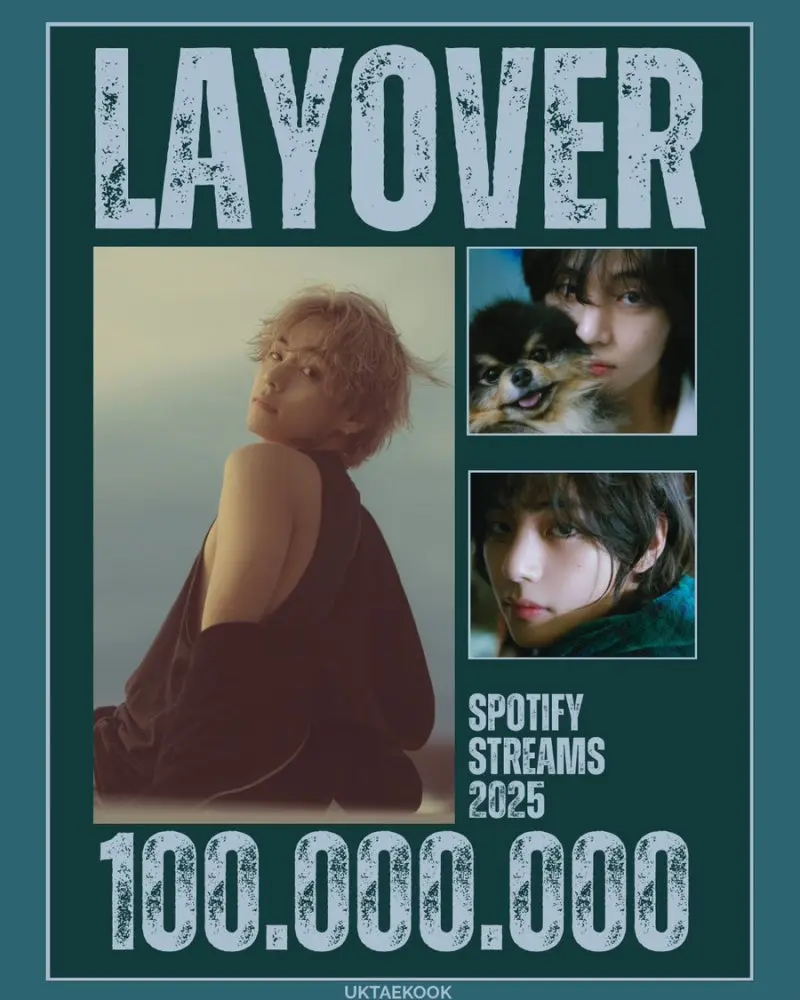 LAYOVER
SPOTIFY
STREAMS
2025
100.000.000
UKTAEKOOK